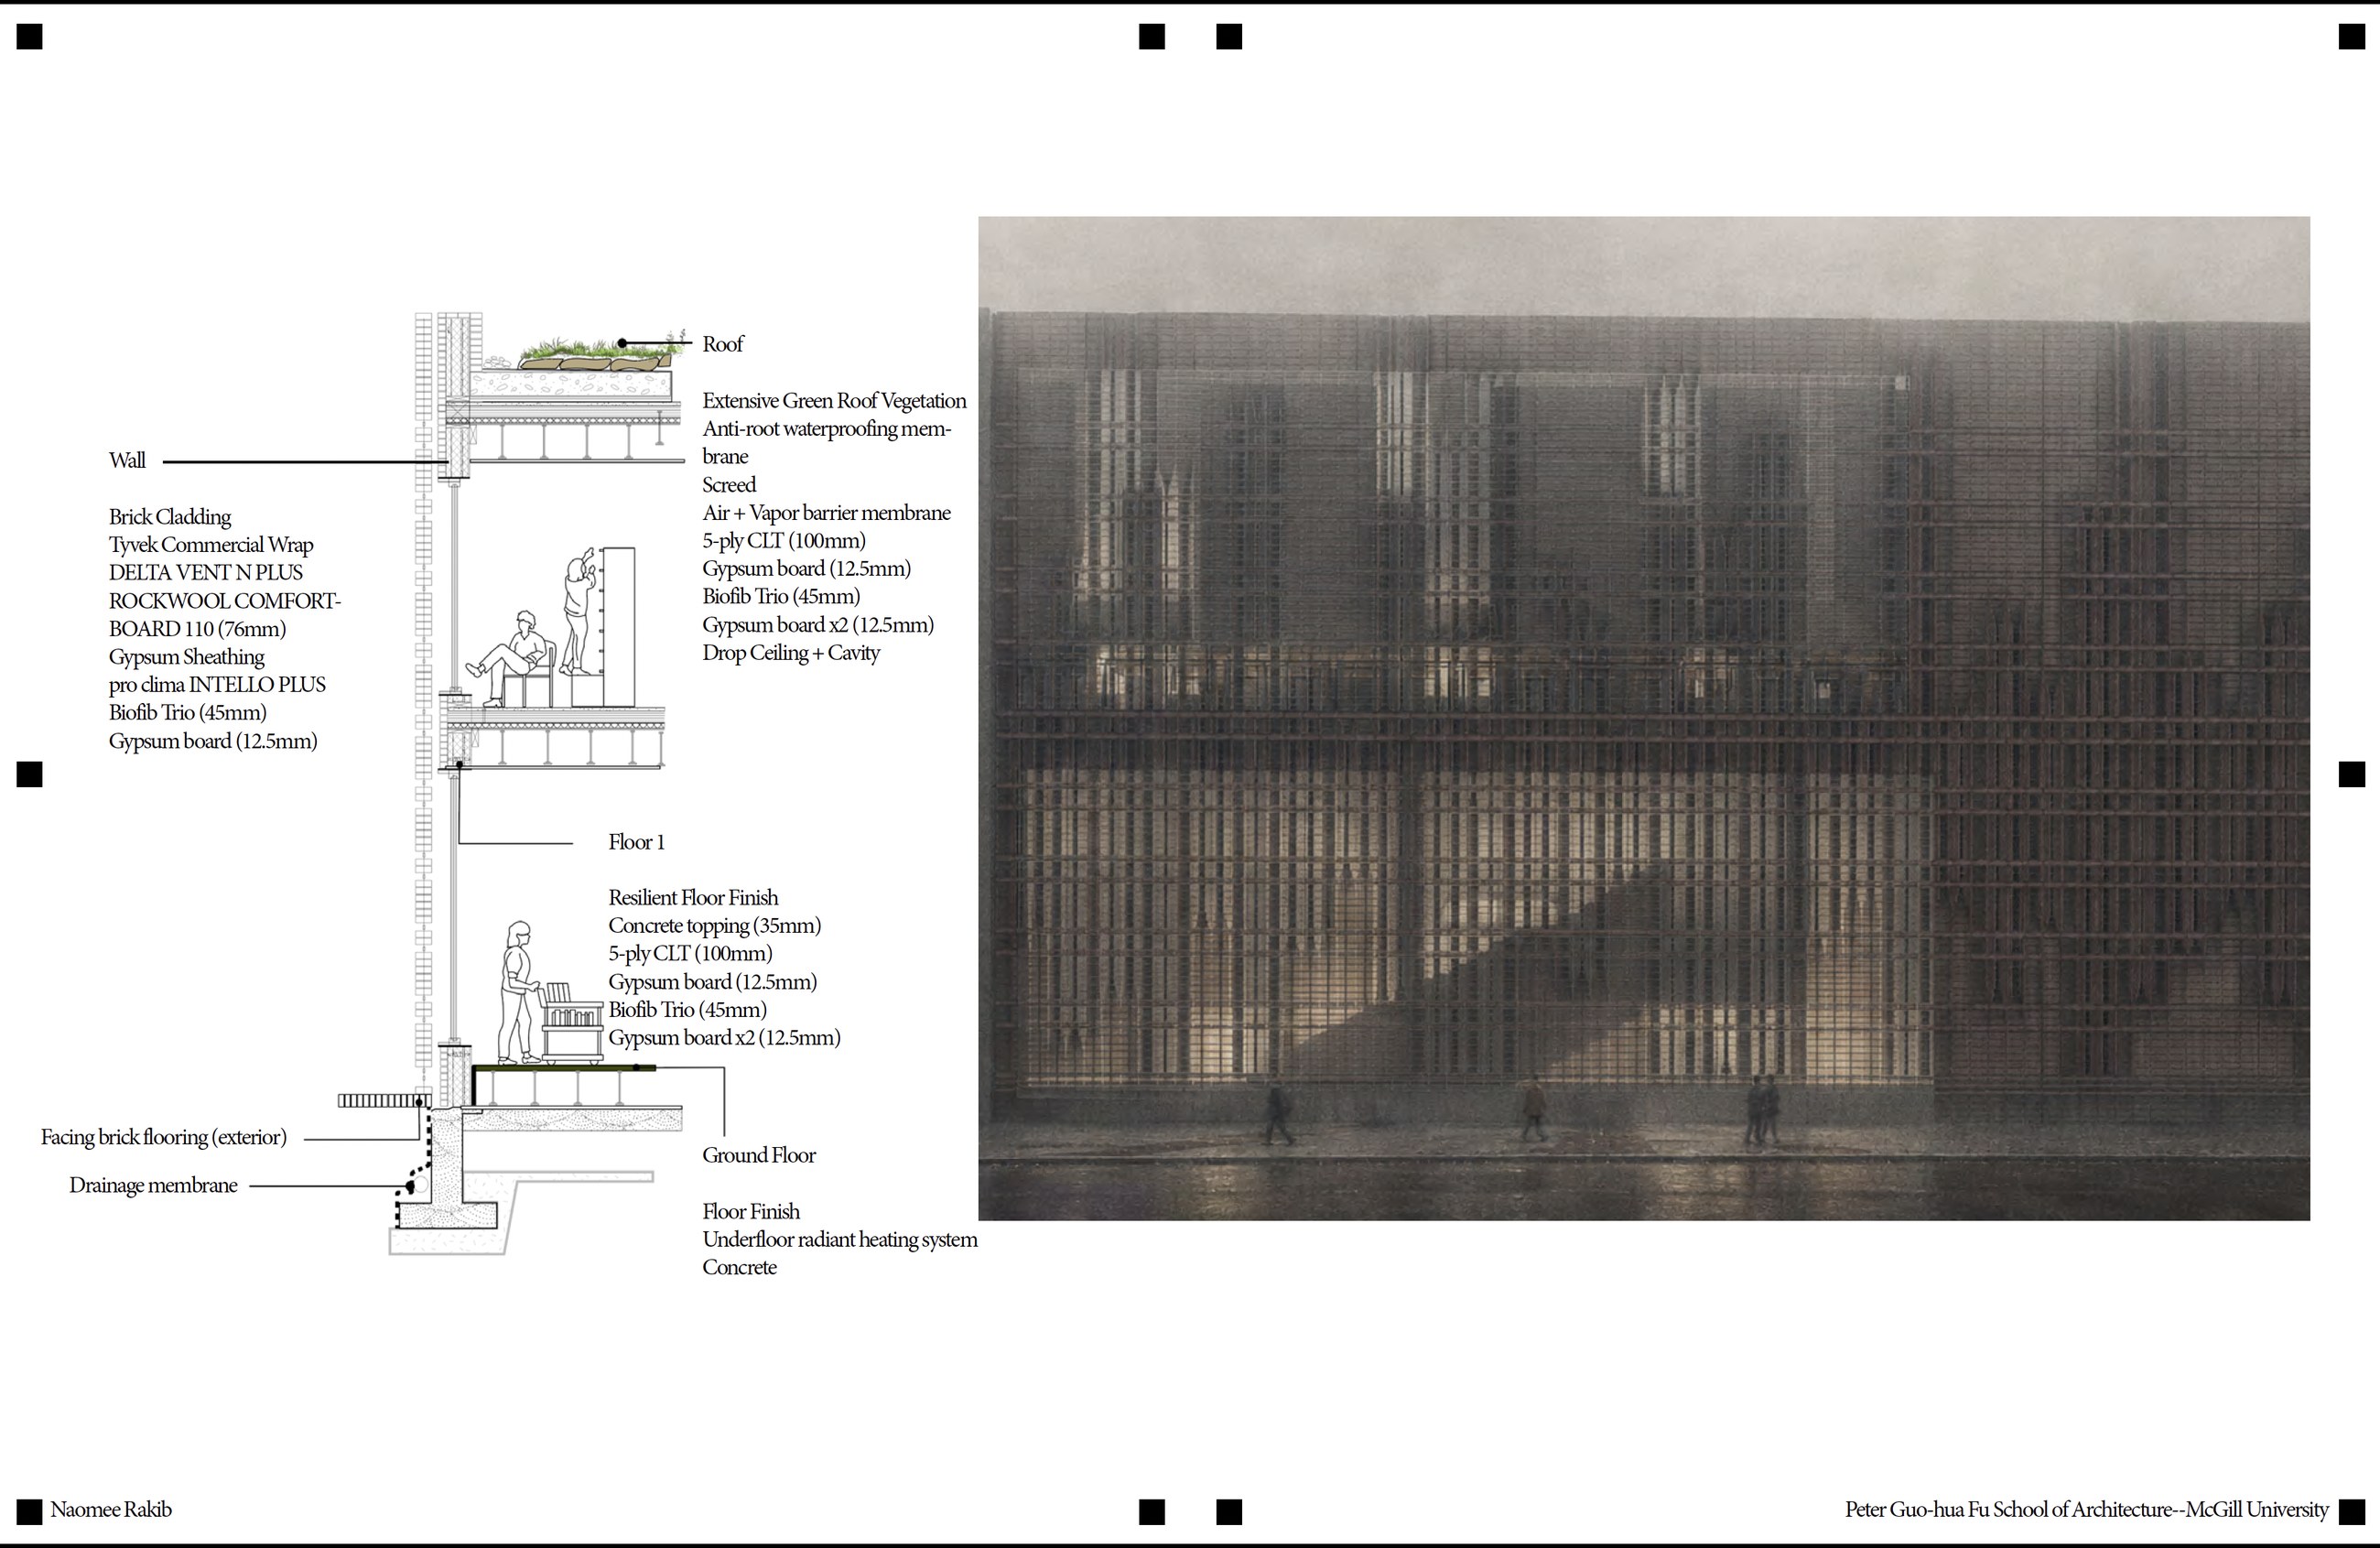 Roof
Extensive Green Roof Vegetation
Anti-root waterproofing mem-
brane
Screed
Air + Vapor barrier membrane
5-ply CLT (100mm)
Gypsum board (12.5mm)
Biofib Trio (45mm)
Gypsum board x2 (12.5mm)
Drop Ceiling + Cavity
Wall
Brick Cladding
Tyvek Commercial Wrap
DELTA VENT N PLUS
ROCKWOOL COMFORT-
BOARD 110 (76mm)
Gypsum Sheathing
pro clima INTELLO PLUS
Biofib Trio (45mm)
Gypsum board (12.5mm)
Floor 1
Resilient Floor Finish
Concrete topping (35mm)
5-ply CLT (100mm)
Gypsum board (12.5mm)
Biofib Trio (45mm)
Gypsum board x2 (12.5mm)
Facing brick flooring (exterior)
Drainage membrane
Ground Floor
Floor Finish
Underfloor radiant heating system
Concrete
Naomee Rakib
Peter Guo-hua Fu School of Architecture--McGill University